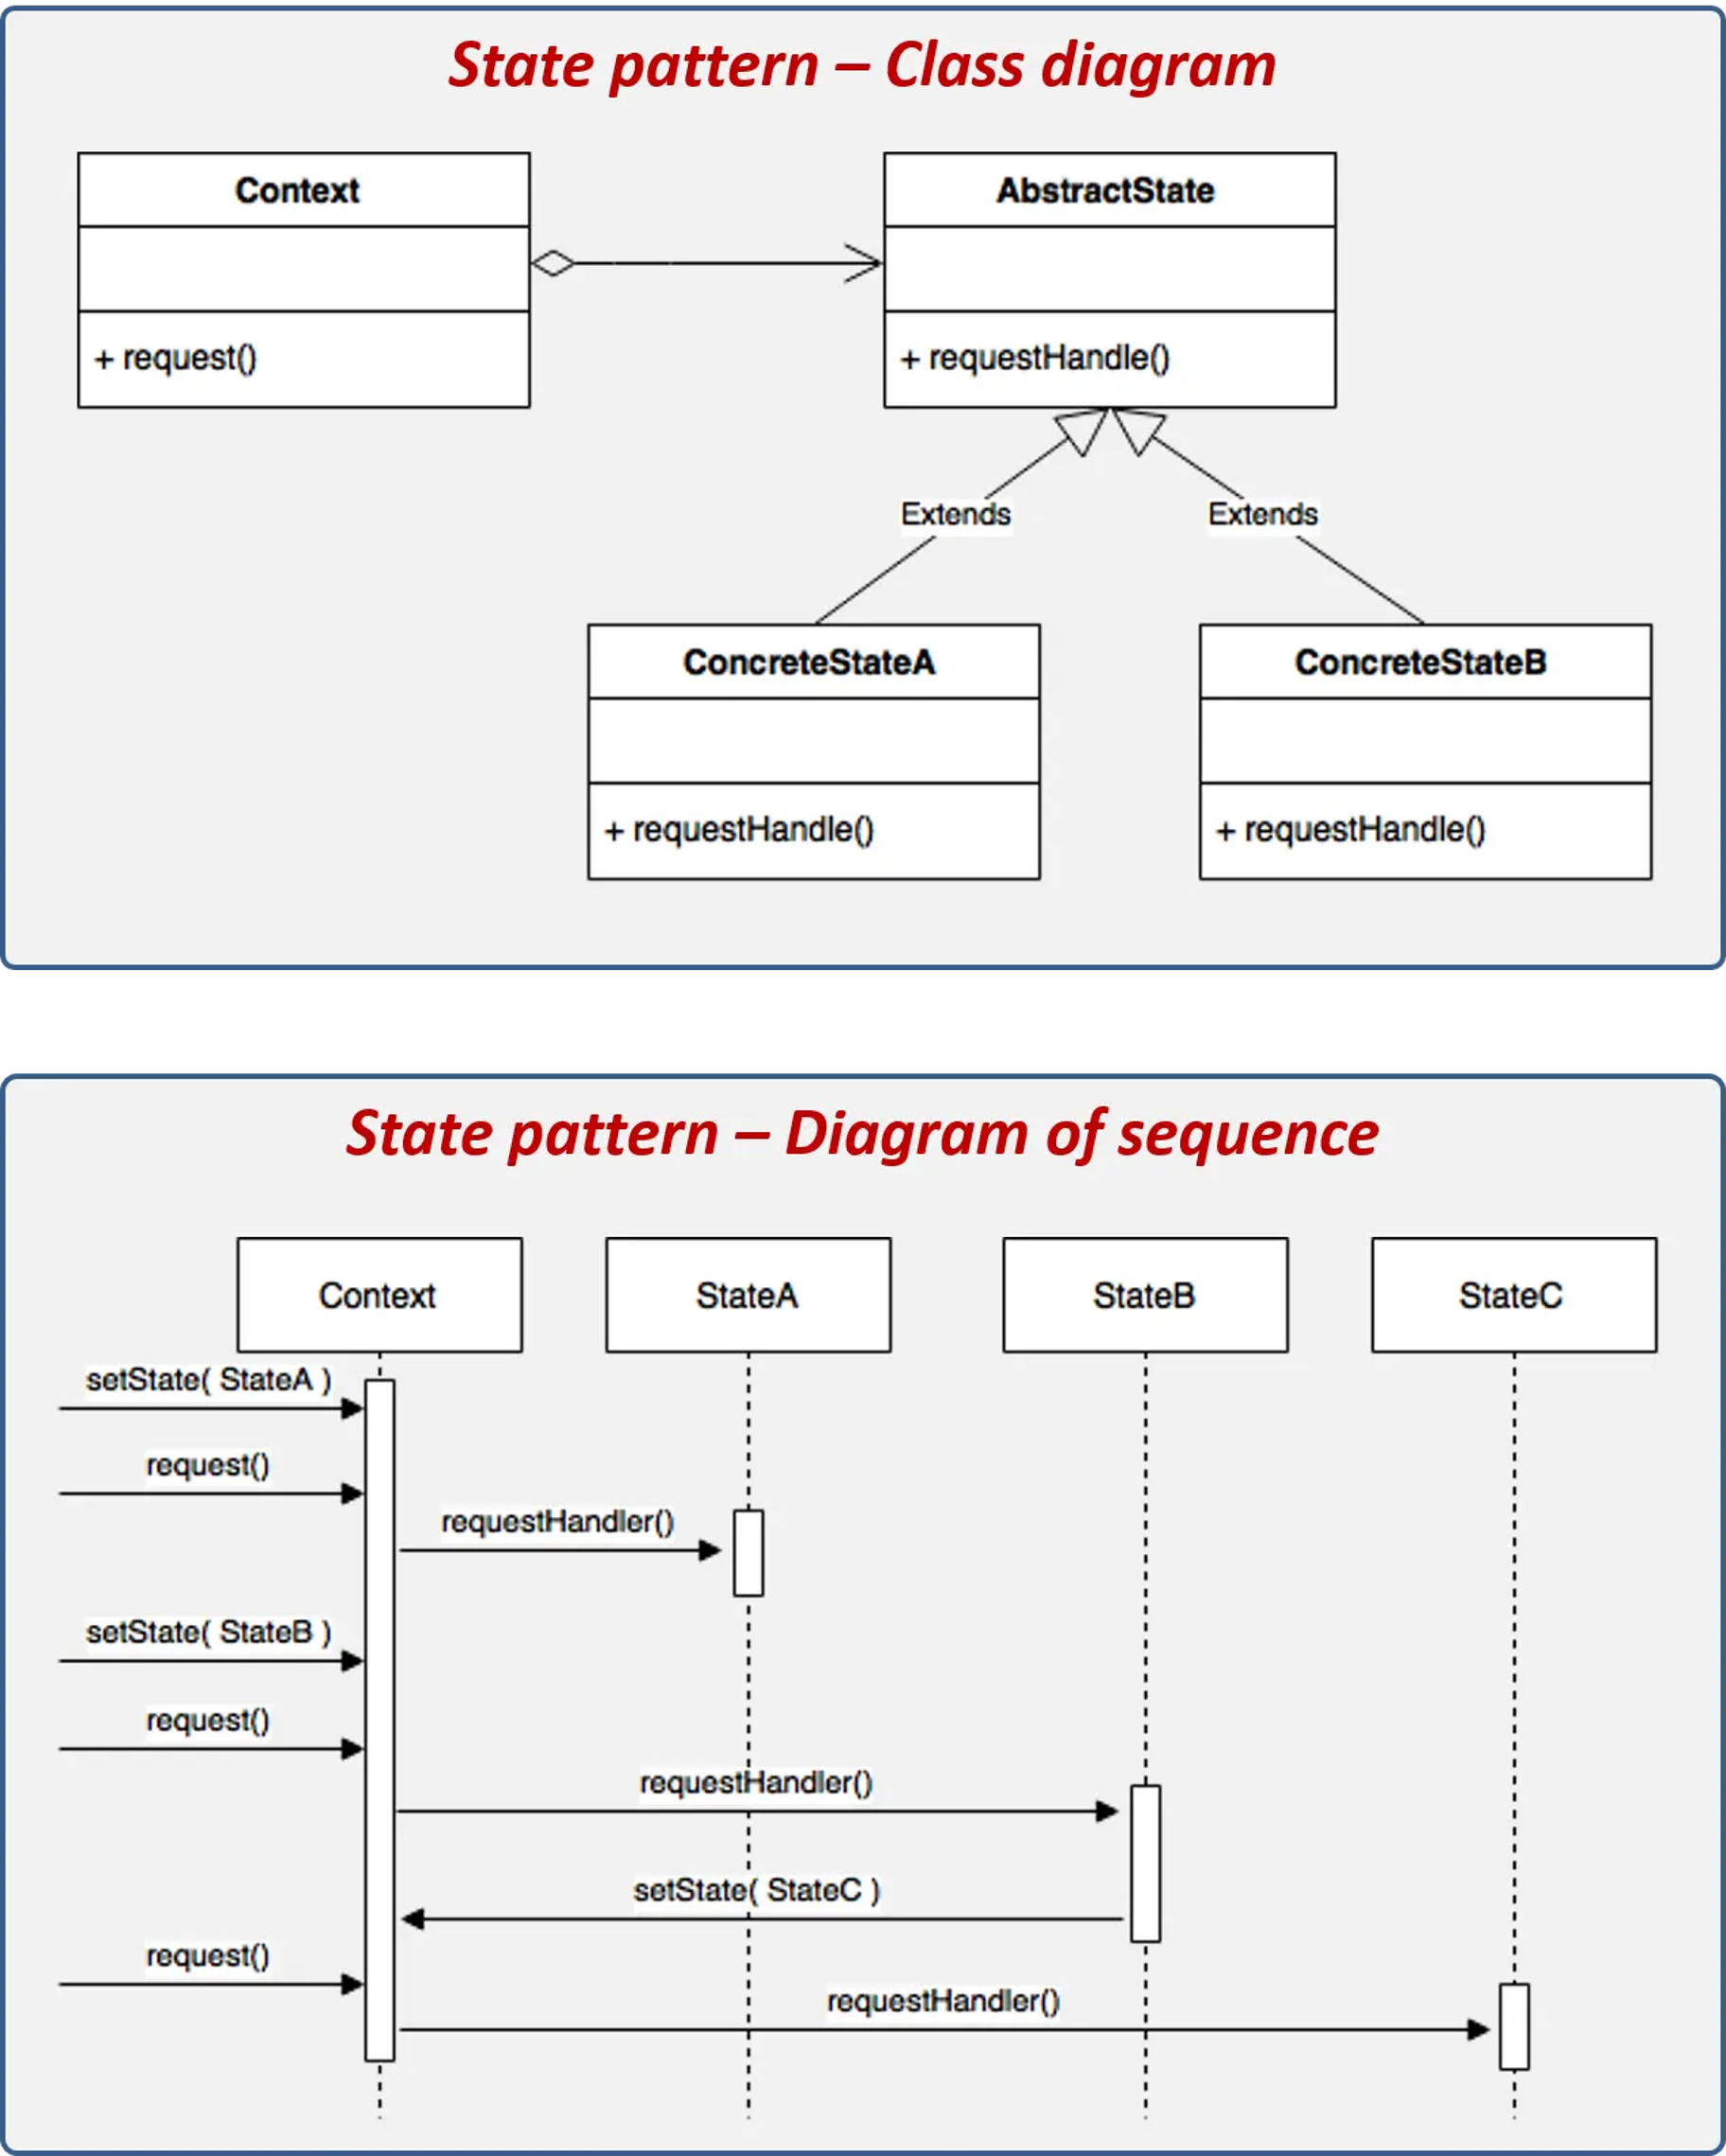 State pattern – Class diagram
Context
AbstractState
+ request()
+ requestHandle()
Extends
Extends
ConcreteStateA
ConcreteStateB
+ requestHandle()
+ requestHandle()
State pattern – Diagram of sequence
Context
StateA
StateB
StateC
setState( StateA )
request()
requestHandler()
setState( StateB )
request()
requestHandler()
setState( StateC )
request()
requestHandler()